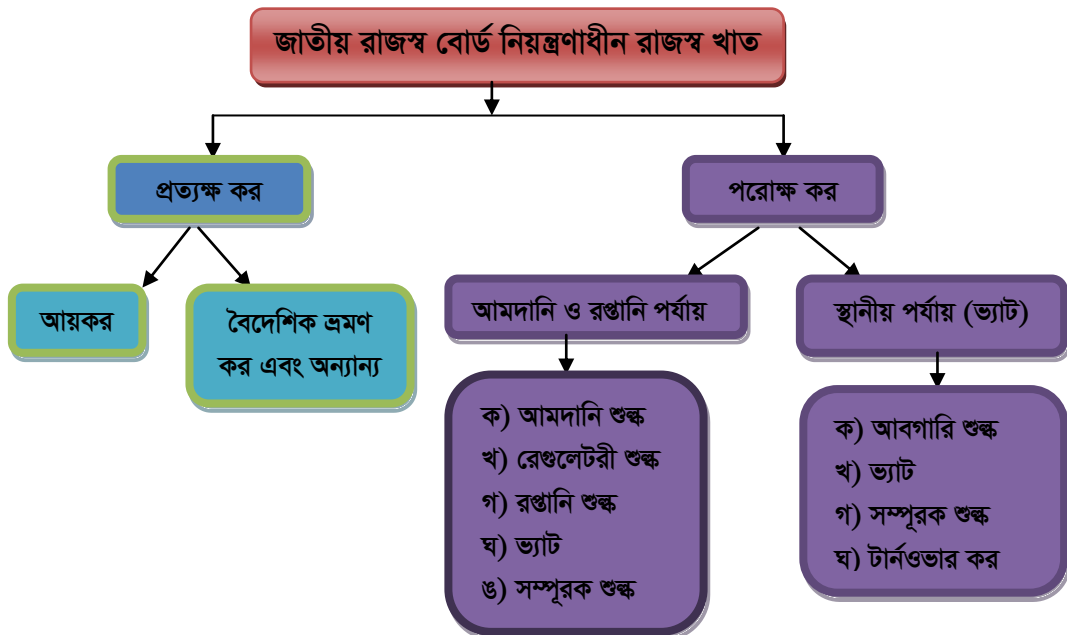 জাতীয় রাজস্ব বোর্ড নিয়ন্ত্রণাধীন রাজস্ব খাত
প্রত্যক্ষ কর
পরোক্ষ কর
আয়কর
বৈদেশিক ভ্রমণ
কর এবং অন্যান্য
আমদানি ও রপ্তানি পর্যায়
স্থানীয় পর্যায় (ভ্যাট)
ক) আমদানি শুল্ক
খ) রেগুলেটরী শুল্ক
গ) রপ্তানি শুল্ক
ঘ) ভ্যাট
ঙ) সম্পূরক শুল্ক
ক) আবগারি শুল্ক
খ) ভ্যাট
গ) সম্পূরক শুল্ক
ঘ) টার্নওভার কর